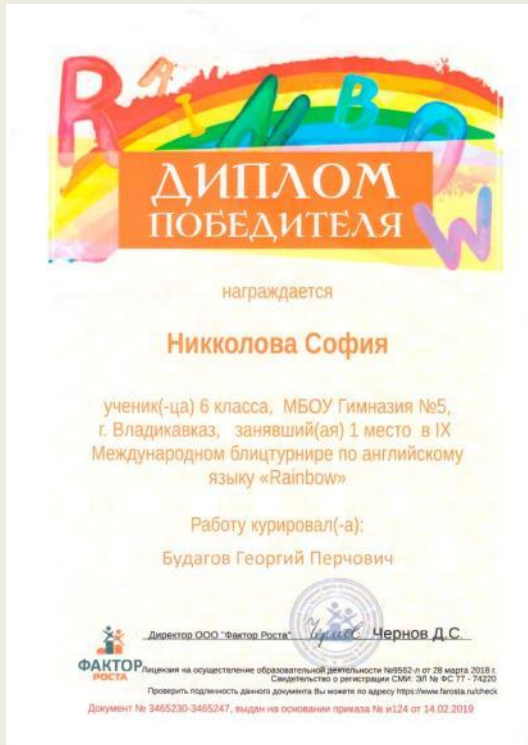 RAINBOW
ДИПЛОМ
ПОБЕДИТЕЛЯ
награждается
Никколова София
ученик(-ца) 6 класса, МБОУ Гимназия №5,
г. Владикавказ, занявший(ая) 1 место в IX
Международном блицтурнире по английскому
языку «Rainbow»
Работу курировал(-а):
Будагов Георгий Перчович
Директор ООО "Фактор Роста" Чернов Д.С.
ФАКТОР
РОСТА
Лицензия на осуществление образовательной деятельности №9562-л от 28 марта 2018 г.
Свидетельство о регистрации СМИ: ЭЛ № ФС 77 - 74220
Проверить подлинность данного документа Вы можете по адресу https://www.farosta.ru/check
Документ № 3465230-3465247, выдан на основании приказа № и124 от 14.02.2019